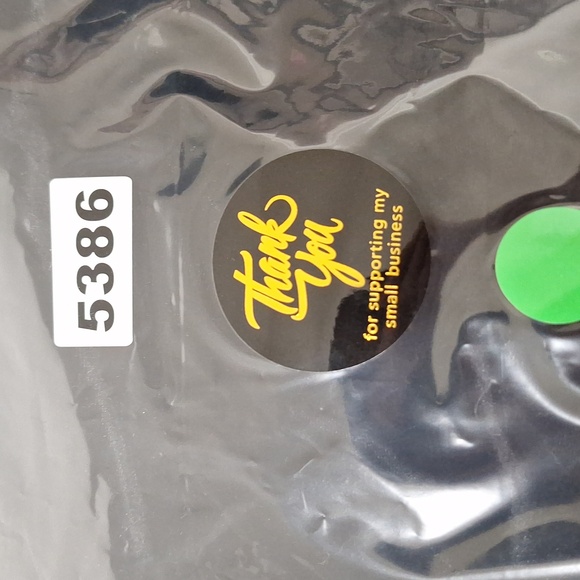 5386
Thank
You
for supporting my
small business